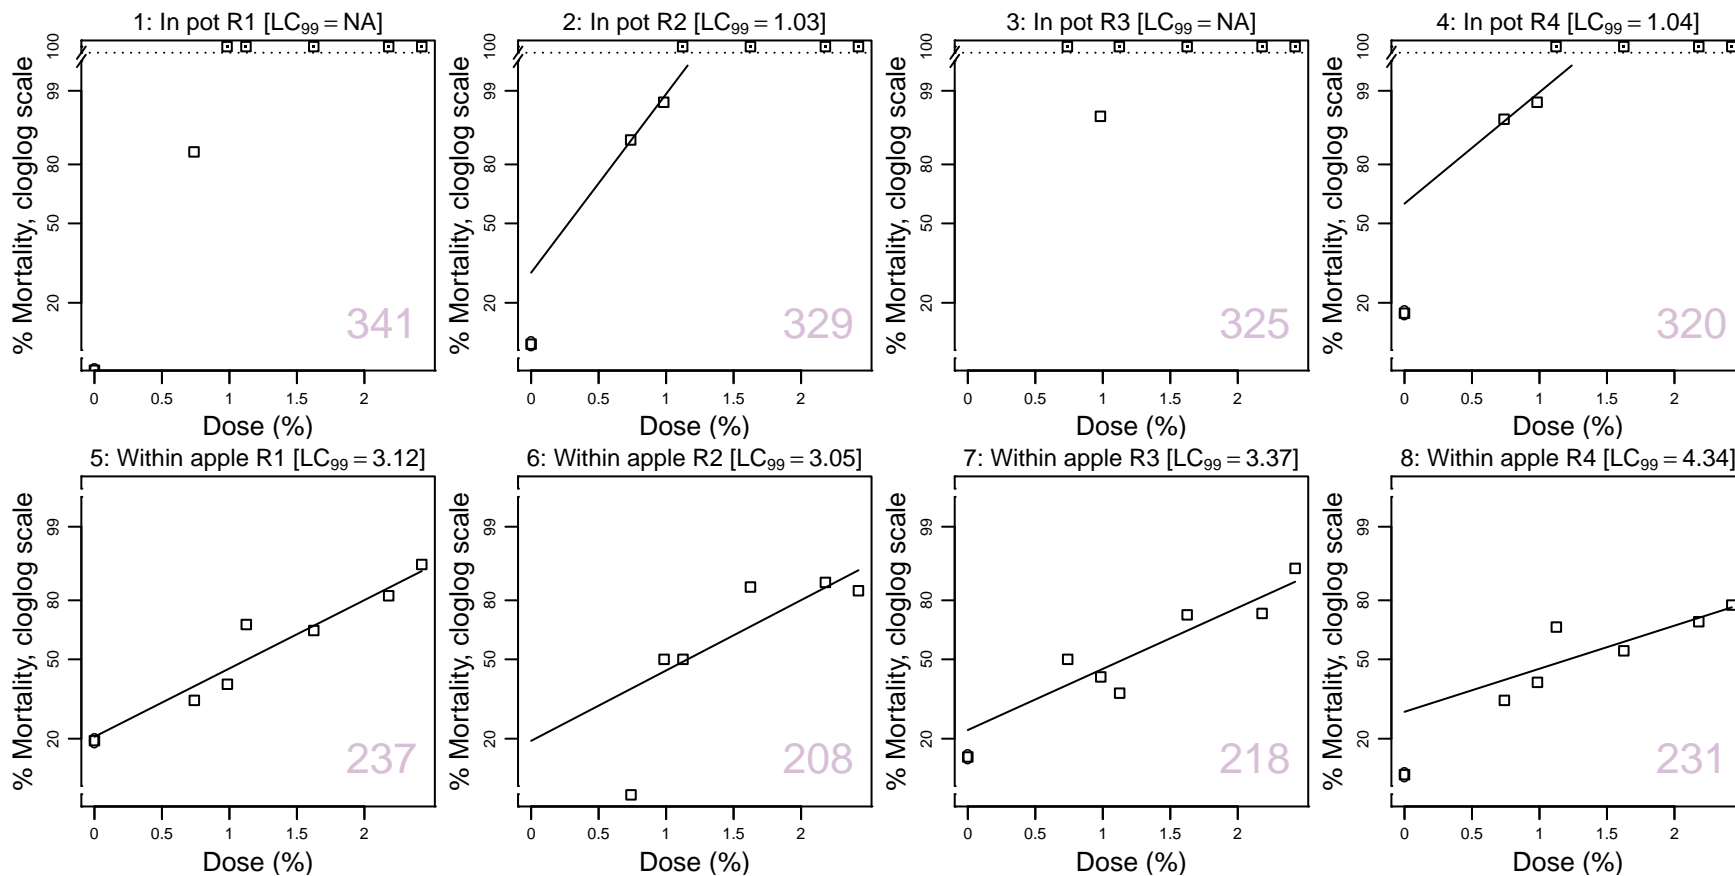 1: In pot R1 [LC99 = NA]
% Mortality, cloglog scale
100
99
80
50
20
341
0 0.5 1 1.5 2
Dose (%)
2: In pot R2 [LC99 = 1.03]
% Mortality, cloglog scale
100
99
80
50
20
329
0 0.5 1 1.5 2
Dose (%)
3: In pot R3 [LC99 = NA]
% Mortality, cloglog scale
100
99
80
50
20
325
0 0.5 1 1.5 2
Dose (%)
4: In pot R4 [LC99 = 1.04]
% Mortality, cloglog scale
100
99
80
50
20
320
0 0.5 1 1.5 2
Dose (%)
5: Within apple R1 [LC99 = 3.12]
% Mortality, cloglog scale
99
80
50
20
237
0 0.5 1 1.5 2
Dose (%)
6: Within apple R2 [LC99 = 3.05]
% Mortality, cloglog scale
99
80
50
20
208
0 0.5 1 1.5 2
Dose (%)
7: Within apple R3 [LC99 = 3.37]
% Mortality, cloglog scale
99
80
50
20
218
0 0.5 1 1.5 2
Dose (%)
8: Within apple R4 [LC99 = 4.34]
% Mortality, cloglog scale
99
80
50
20
231
0 0.5 1 1.5 2
Dose (%)